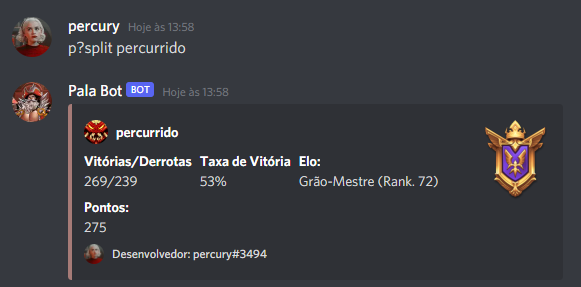 percury Hoje às 13:58
p?split percurrido
Pala Bot BOT Hoje às 13:58
percurrido
Vitórias/Derrotas Taxa de Vitória Elo:
269/239 53% Grão-Mestre (Rank. 72)
Pontos:
275
Desenvolvedor: percury#3494